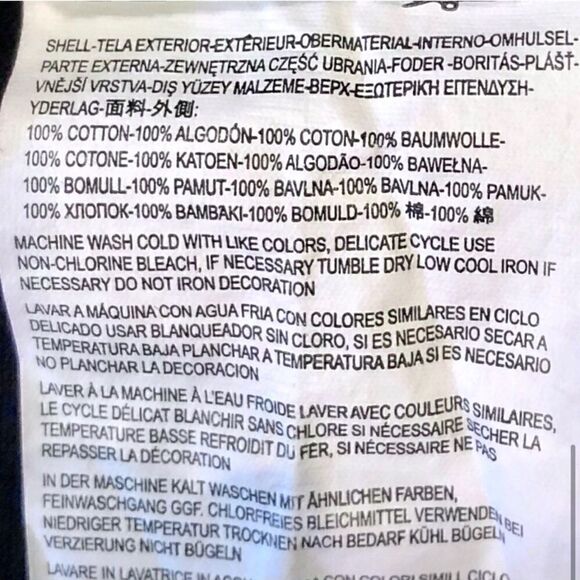 SHELL-TELA EXTERIOR-EXTÉRIEUR-OBERMATERIAL-INTERNO-OMHULSEL-
PARTE EXTERNA-ZEWNĘTRZNA CZĘŚĆ UBRANIA-FODER -BORITÁS-PLÁŠŤ-
VNĚJŠÍ VRSTVA-DIŞ YÜZEY MALZEME-ВЕРХ-ΕΞΩΤΕΡΙΚΗ ΕΠΕΝΔΥΣΗ-
YDERLAG-面料-外側:
100% COTTON-100% ALGODÓN-100% COTON-100% BAUMWOLLE-
100% COTONE-100% KATOEN-100% ALGODÃO-100% BAWEŁNA-
100% BOMULL-100% PAMUT-100% BAVLNA-100% BAVLNA-100% PAMUK-
100% ХЛОПОК-100% ΒΑΜΒΑΚΙ-100% BOMULD-100% 棉-100% 綿
MACHINE WASH COLD WITH LIKE COLORS, DELICATE CYCLE USE
NON-CHLORINE BLEACH, IF NECESSARY TUMBLE DRY LOW COOL IRON IF
NECESSARY DO NOT IRON DECORATION
LAVAR A MÁQUINA CON AGUA FRIA CON COLORES SIMILARES EN CICLO
DELICADO USAR BLANQUEADOR SIN CLORO, SI ES NECESARIO SECAR A
TEMPERATURA BAJA PLANCHAR A TEMPERATURA BAJA SI ES NECESARIO
NO PLANCHAR LA DECORACION
LAVER À LA MACHINE À L'EAU FROIDE LAVER AVEC COULEURS SIMILAIRES,
LE CYCLE DÉLICAT BLANCHIR SANS CHLORE SI NÉCESSAIRE SÉCHER LA
TEMPÉRATURE BASSE REFROIDIT DU FER, SI NÉCESSAIRE NE PAS
REPASSER LA DÉCORATION
IN DER MASCHINE KALT WASCHEN MIT ÄHNLICHEN FARBEN,
FEINWASCHGANG GGF. CHLORFREIES BLEICHMITTEL VERWENDEN BEI
NIEDRIGER TEMPERATUR TROCKNEN NACH BEDARF KÜHL BÜGELN
VERZIERUNG NICHT BÜGELN
LAVARE IN LAVATRICE IN CON COLORI SIMILI CICLO